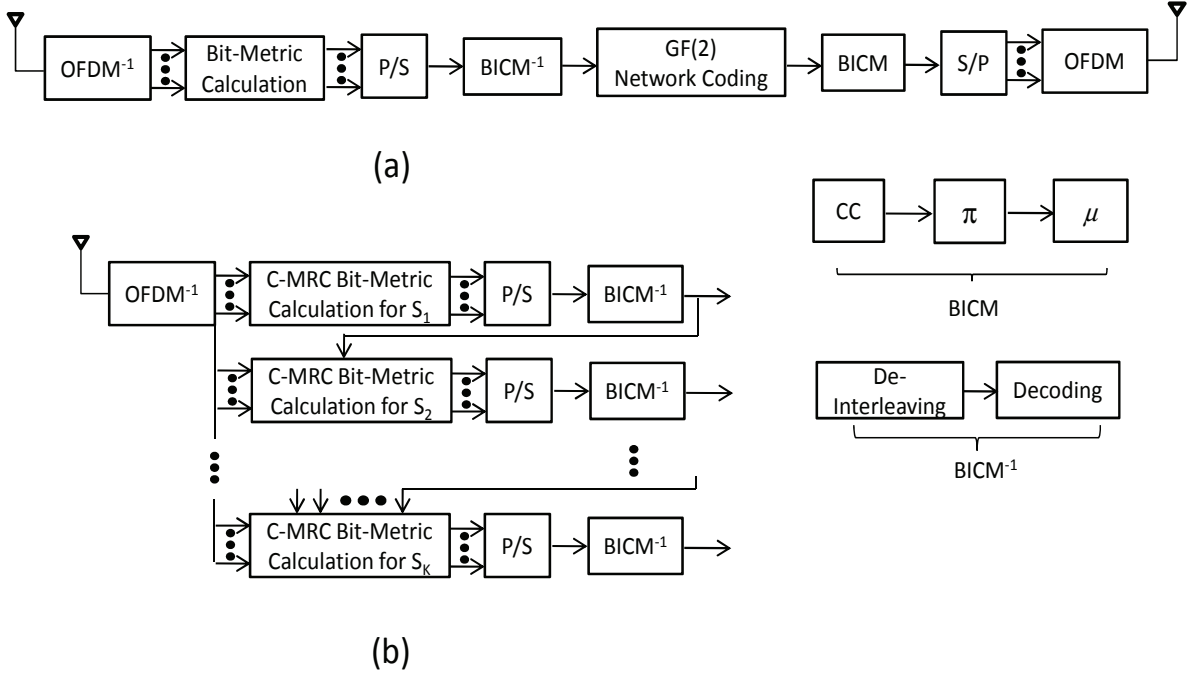 OFDM⁻¹
Bit-Metric
Calculation
P/S
BICM⁻¹
GF(2)
Network Coding
BICM
S/P
OFDM
(a)
CC
π
μ
BICM
OFDM⁻¹
C-MRC Bit-Metric
Calculation for S₁
P/S
BICM⁻¹
C-MRC Bit-Metric
Calculation for S₂
P/S
BICM⁻¹
De-
Interleaving
Decoding
BICM⁻¹
C-MRC Bit-Metric
Calculation for S_K
P/S
BICM⁻¹
(b)